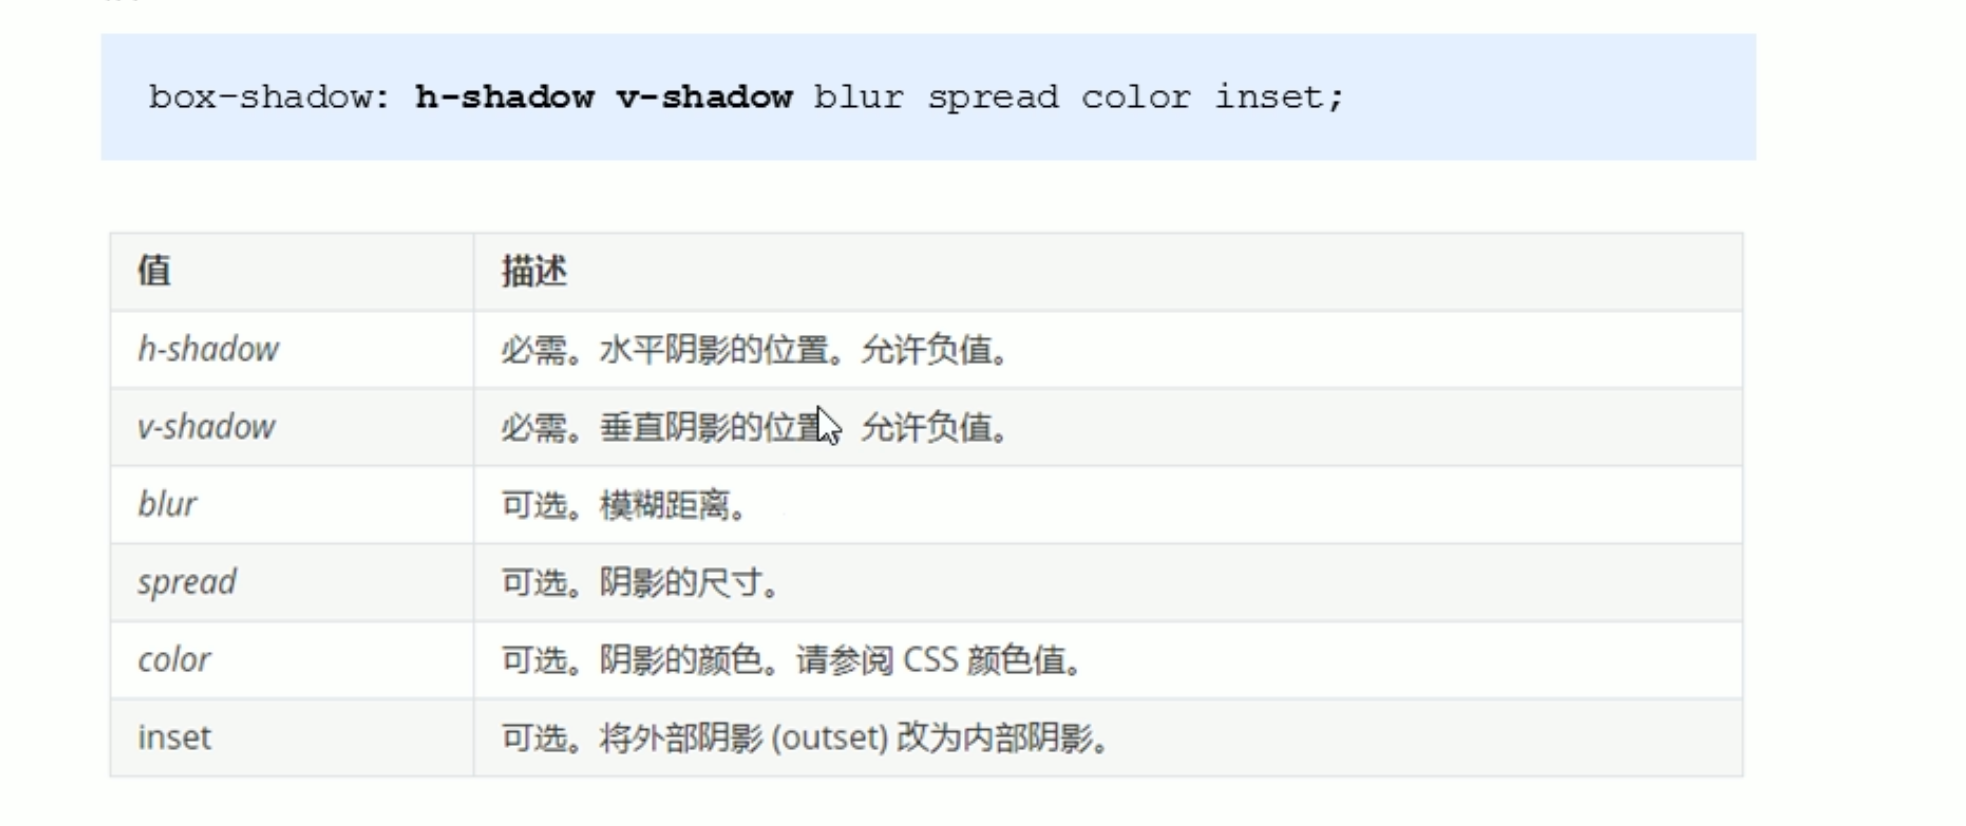 box-shadow: h-shadow v-shadow blur spread color inset;
值 描述
h-shadow 必需。水平阴影的位置。允许负值。
v-shadow 必需。垂直阴影的位置 允许负值。
blur 可选。模糊距离。
spread 可选。阴影的尺寸。
color 可选。阴影的颜色。请参阅 CSS 颜色值。
inset 可选。将外部阴影 (outset) 改为内部阴影。